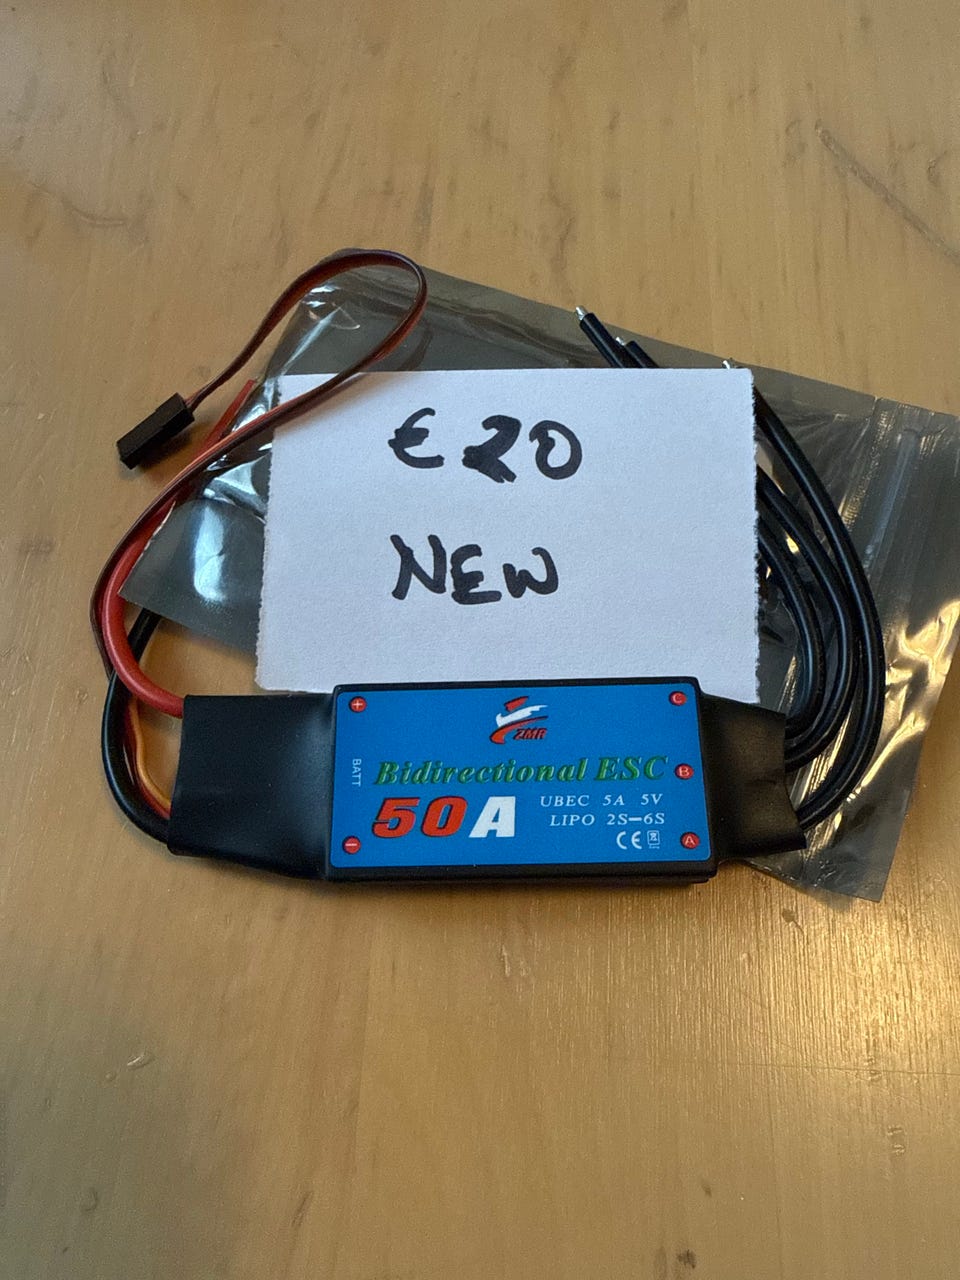 €20
NEW
+
C
ZMR
BATT
Bidirectional ESC
B
50A
UBEC 5A 5V
LIPO 2S-6S
CE
A
-